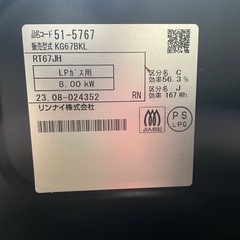 品名コード 51-5767
販売型式 KG67BKL
RT67JH
LPガス用
8.00 kW
区分名 C
効率56.3 %
区分名 J
効率 167 Wh
23.08-024352 RN
リンナイ株式会社
JIA認証
PS
LPG